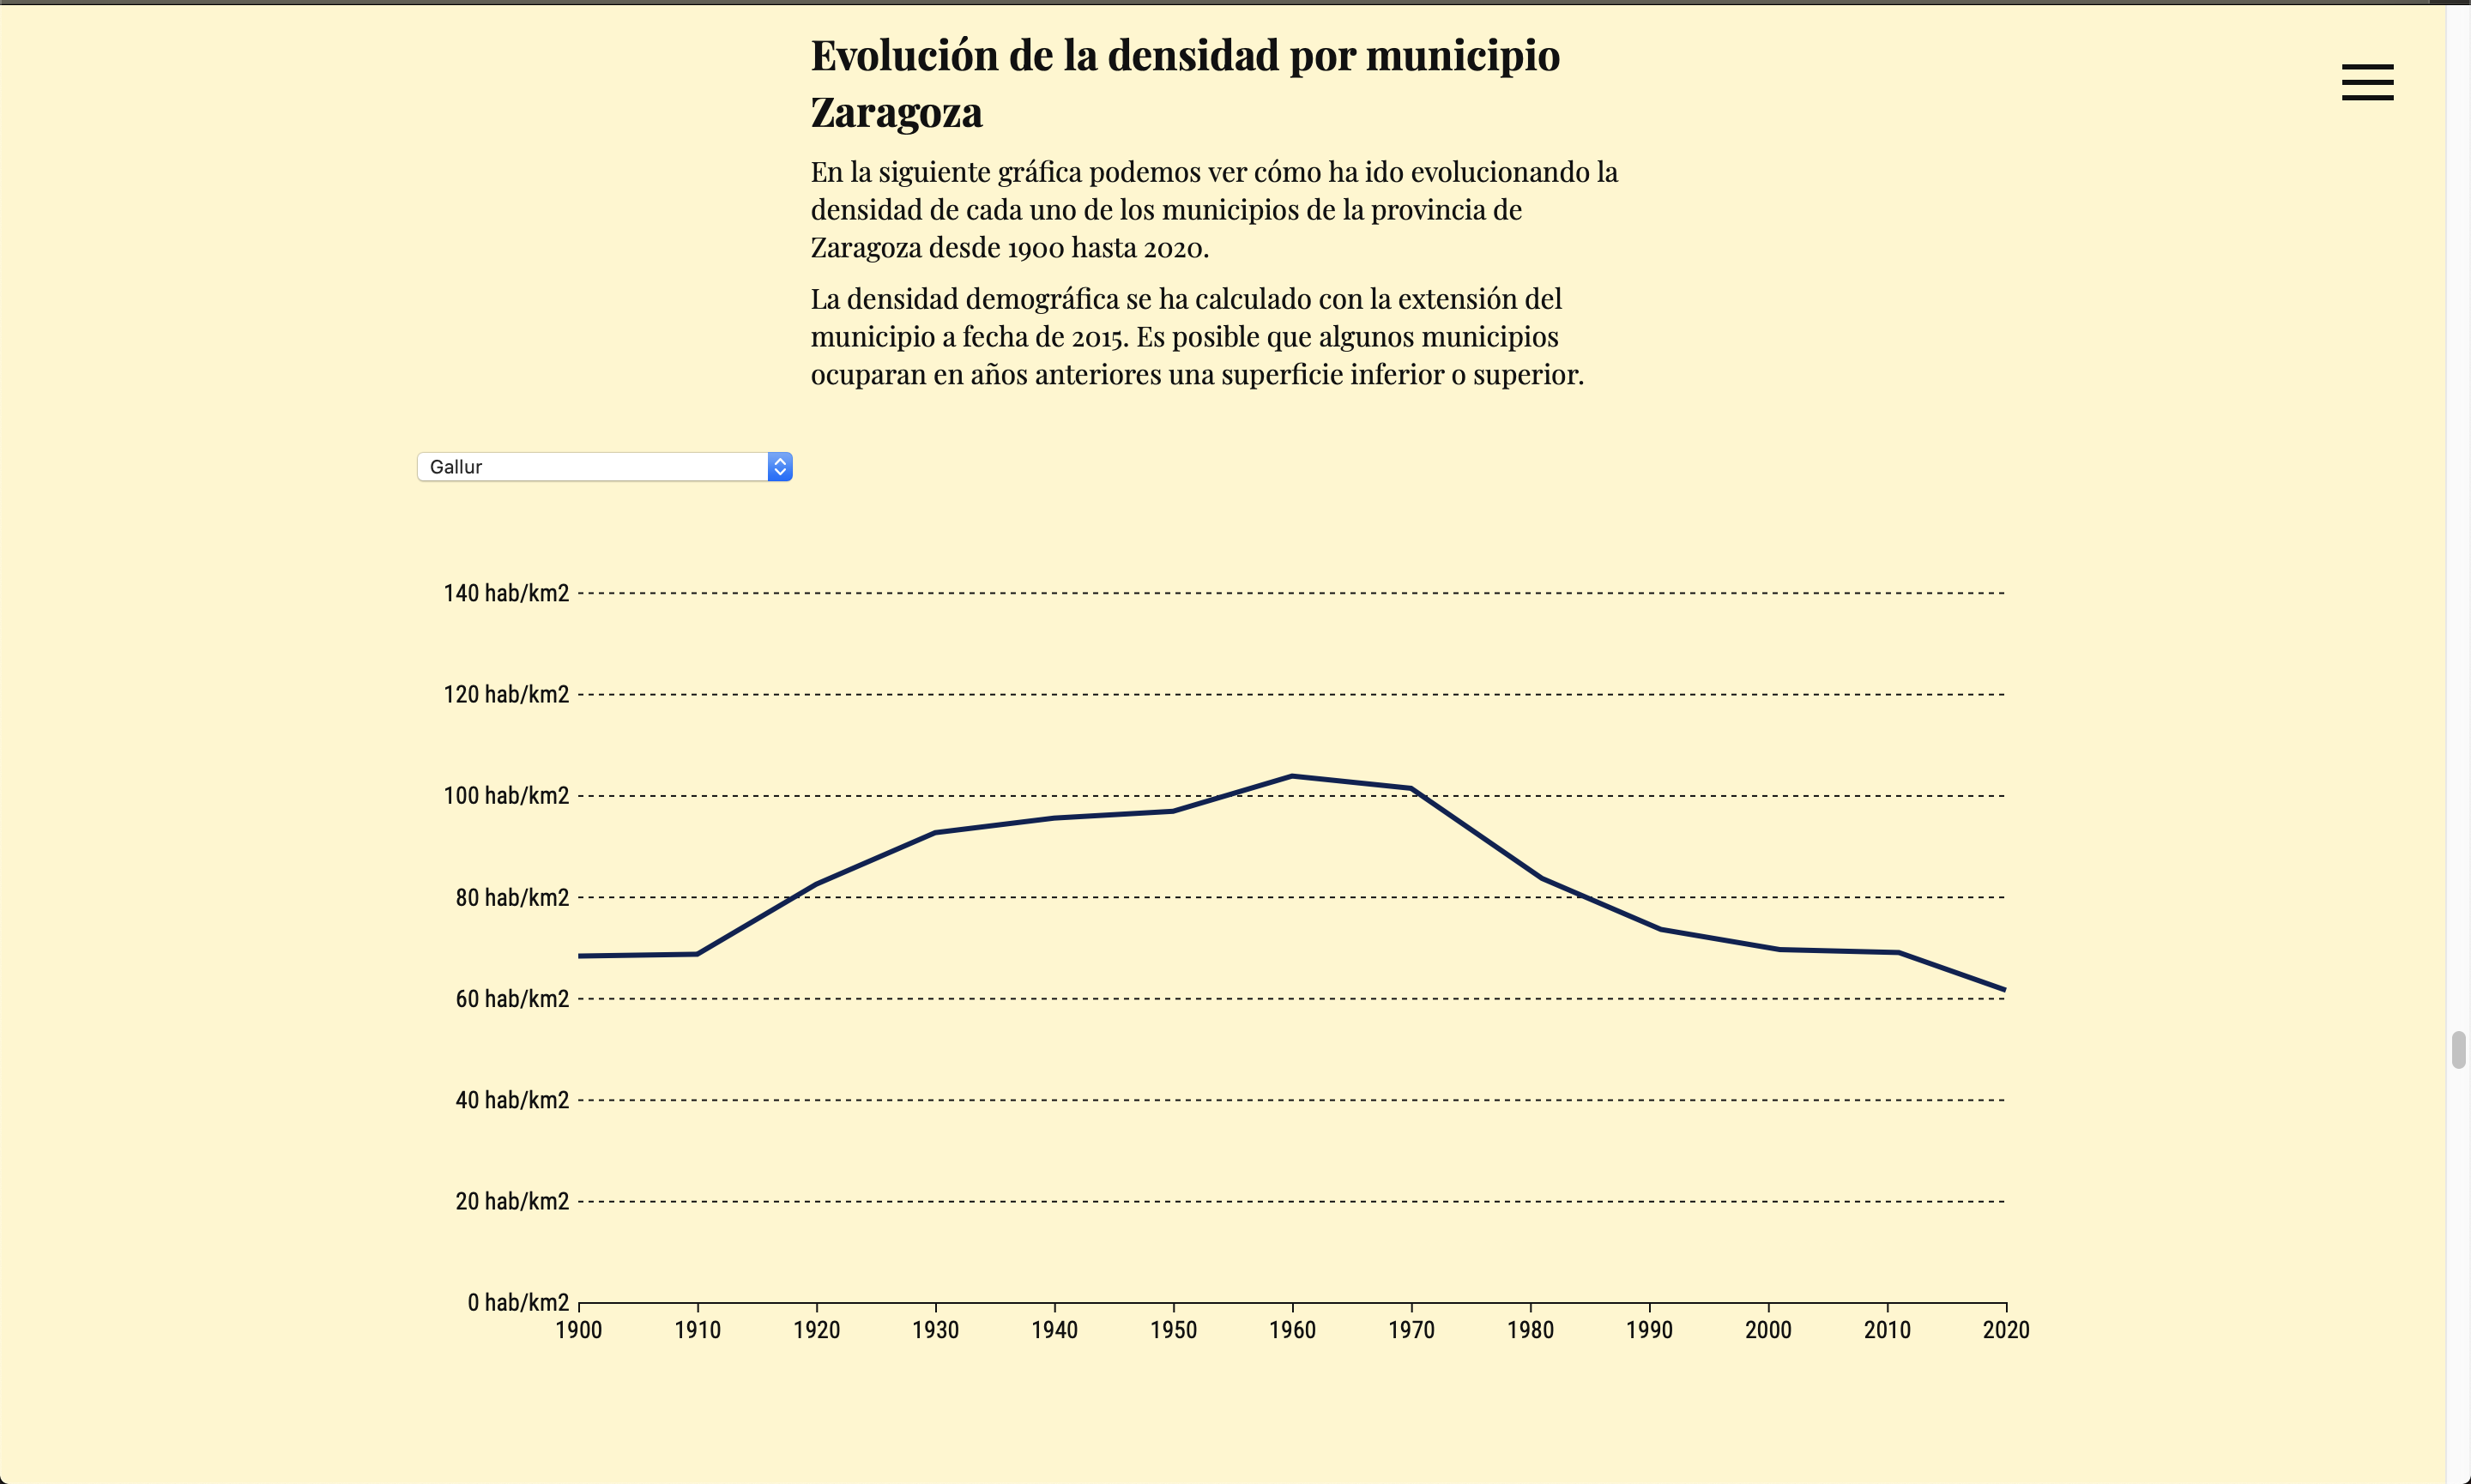 Evolución de la densidad por municipio
Zaragoza
En la siguiente gráfica podemos ver cómo ha ido evolucionando la
densidad de cada uno de los municipios de la provincia de
Zaragoza desde 1900 hasta 2020.
La densidad demográfica se ha calculado con la extensión del
municipio a fecha de 2015. Es posible que algunos municipios
ocuparan en años anteriores una superficie inferior o superior.
Gallur
140 hab/km2
120 hab/km2
100 hab/km2
80 hab/km2
60 hab/km2
40 hab/km2
20 hab/km2
0 hab/km2
1900 1910 1920 1930 1940 1950 1960 1970 1980 1990 2000 2010 2020